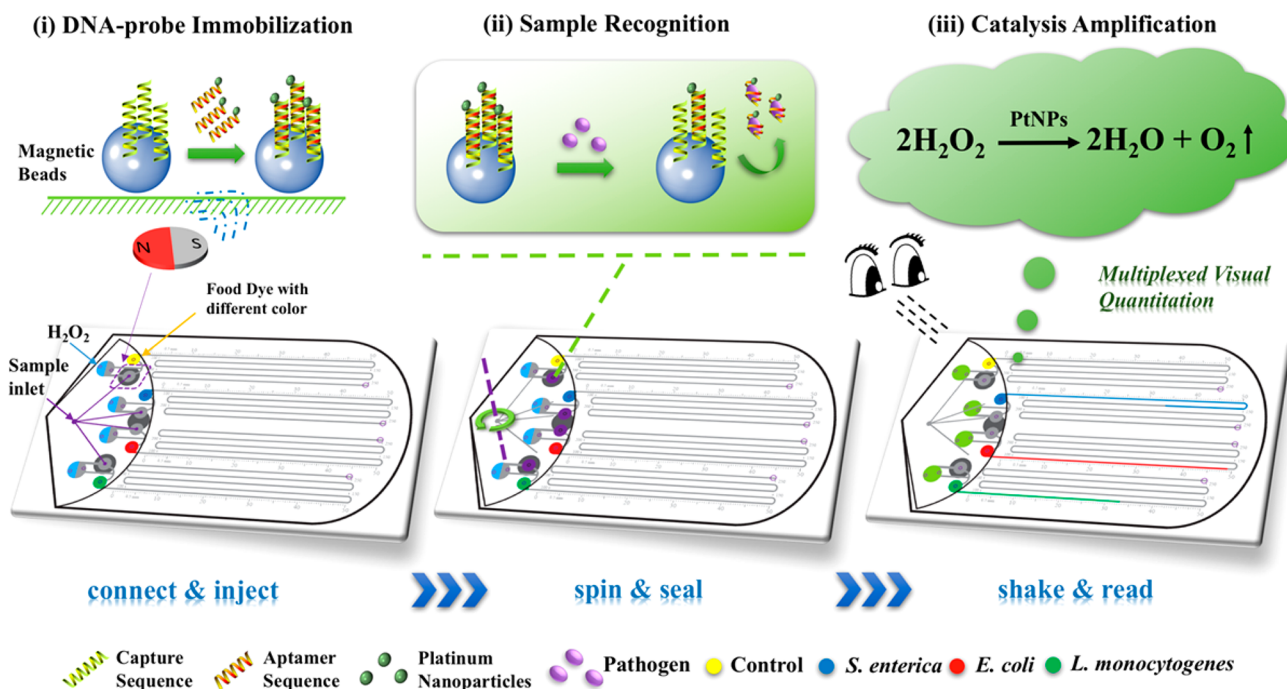 (i) DNA-probe Immobilization
(ii) Sample Recognition
(iii) Catalysis Amplification
Magnetic
Beads
N S
Food Dye with
different color
H₂O₂
Sample
inlet
PtNPs
2H₂O₂ → 2H₂O + O₂ ↑
Multiplexed Visual
Quantitation
connect & inject
spin & seal
shake & read
Capture
Sequence
Aptamer
Sequence
Platinum
Nanoparticles
Pathogen
Control
S. enterica
E. coli
L. monocytogenes